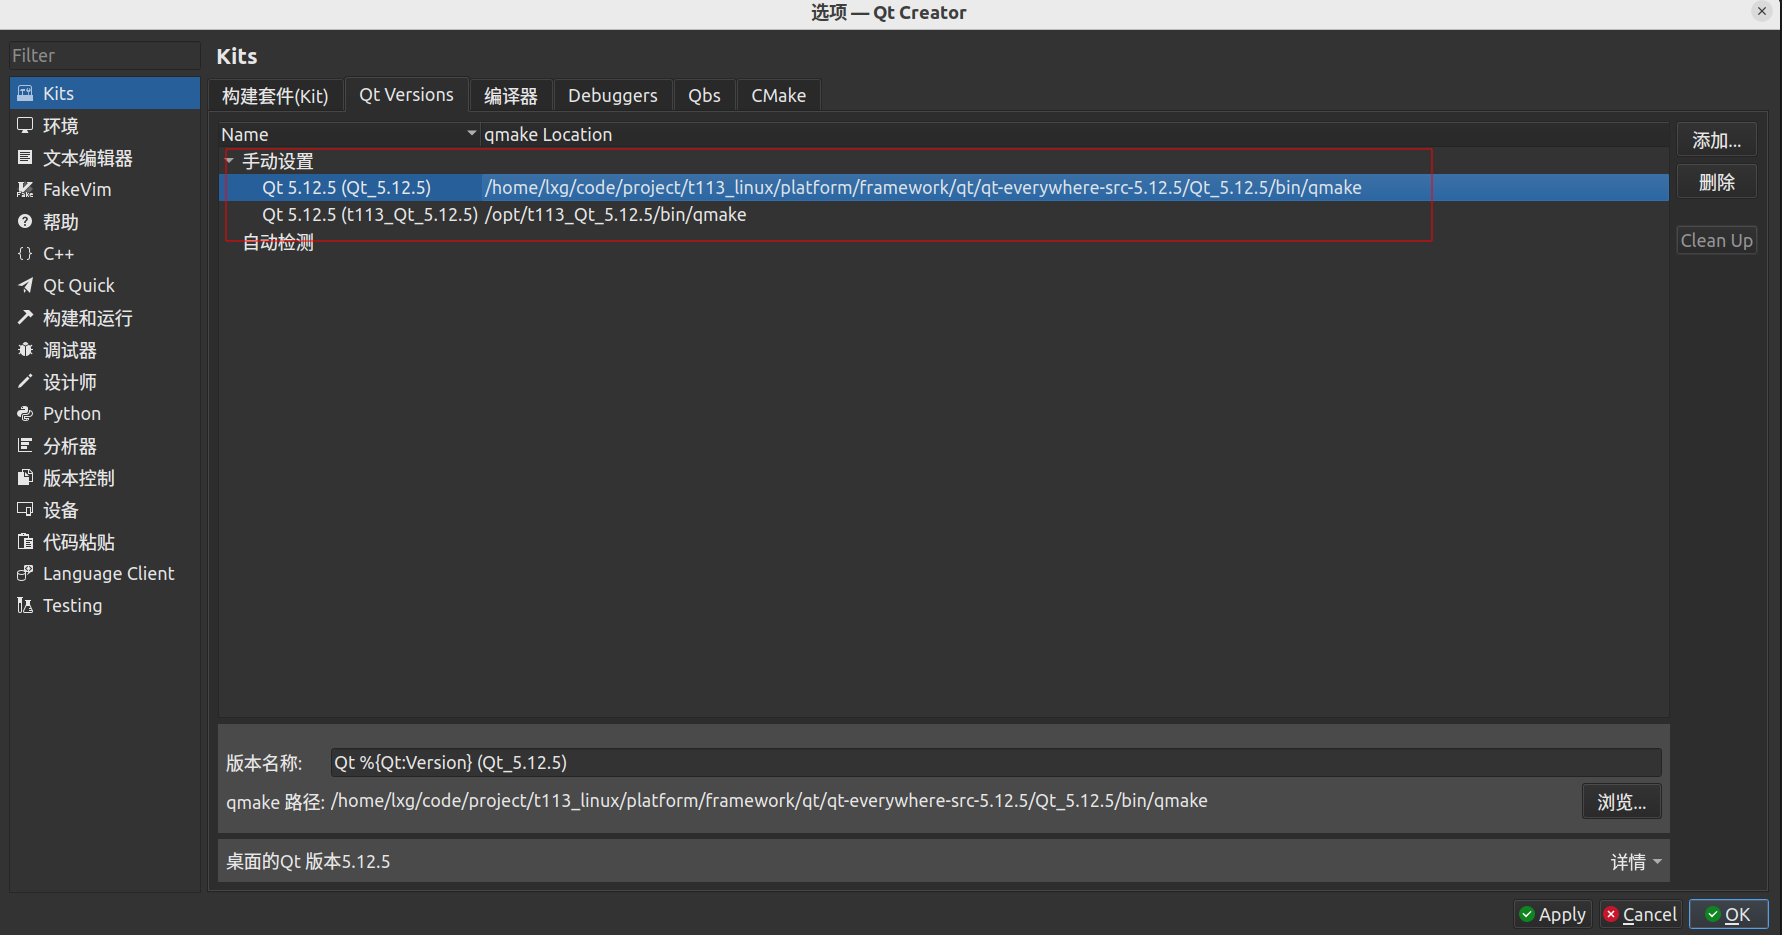 选项 — Qt Creator
Filter
Kits
环境
文本编辑器
FakeVim
帮助
C++
Qt Quick
构建和运行
调试器
设计师
Python
分析器
版本控制
设备
代码粘贴
Language Client
Testing
Kits
构建套件(Kit) Qt Versions 编译器 Debuggers Qbs CMake
Name qmake Location
手动设置
Qt 5.12.5 (Qt_5.12.5) /home/lxg/code/project/t113_linux/platform/framework/qt/qt-everywhere-src-5.12.5/Qt_5.12.5/bin/qmake
Qt 5.12.5 (t113_Qt_5.12.5) /opt/t113_Qt_5.12.5/bin/qmake
自动检测
添加...
删除
Clean Up
版本名称: Qt %{Qt:Version} (Qt_5.12.5)
qmake 路径: /home/lxg/code/project/t113_linux/platform/framework/qt/qt-everywhere-src-5.12.5/Qt_5.12.5/bin/qmake
浏览...
桌面的Qt 版本5.12.5 详情
Apply Cancel OK